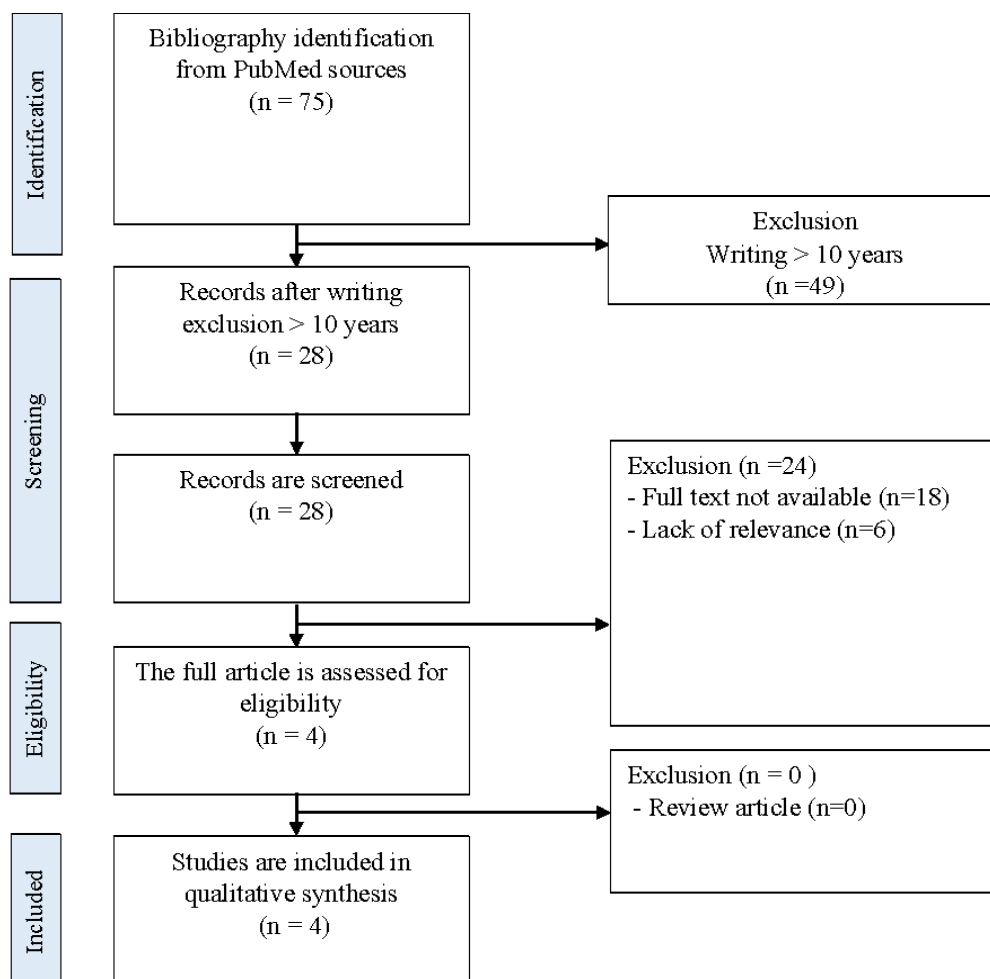 Identification
Bibliography identification
from PubMed sources
(n = 75)
Exclusion
Writing > 10 years
(n =49)
Screening
Records after writing
exclusion > 10 years
(n = 28)
Records are screened
(n = 28)
Exclusion (n =24)
- Full text not available (n=18)
- Lack of relevance (n=6)
Eligibility
The full article is assessed for
eligibility
(n = 4)
Exclusion (n = 0 )
- Review article (n=0)
Included
Studies are included in
qualitative synthesis
(n = 4)